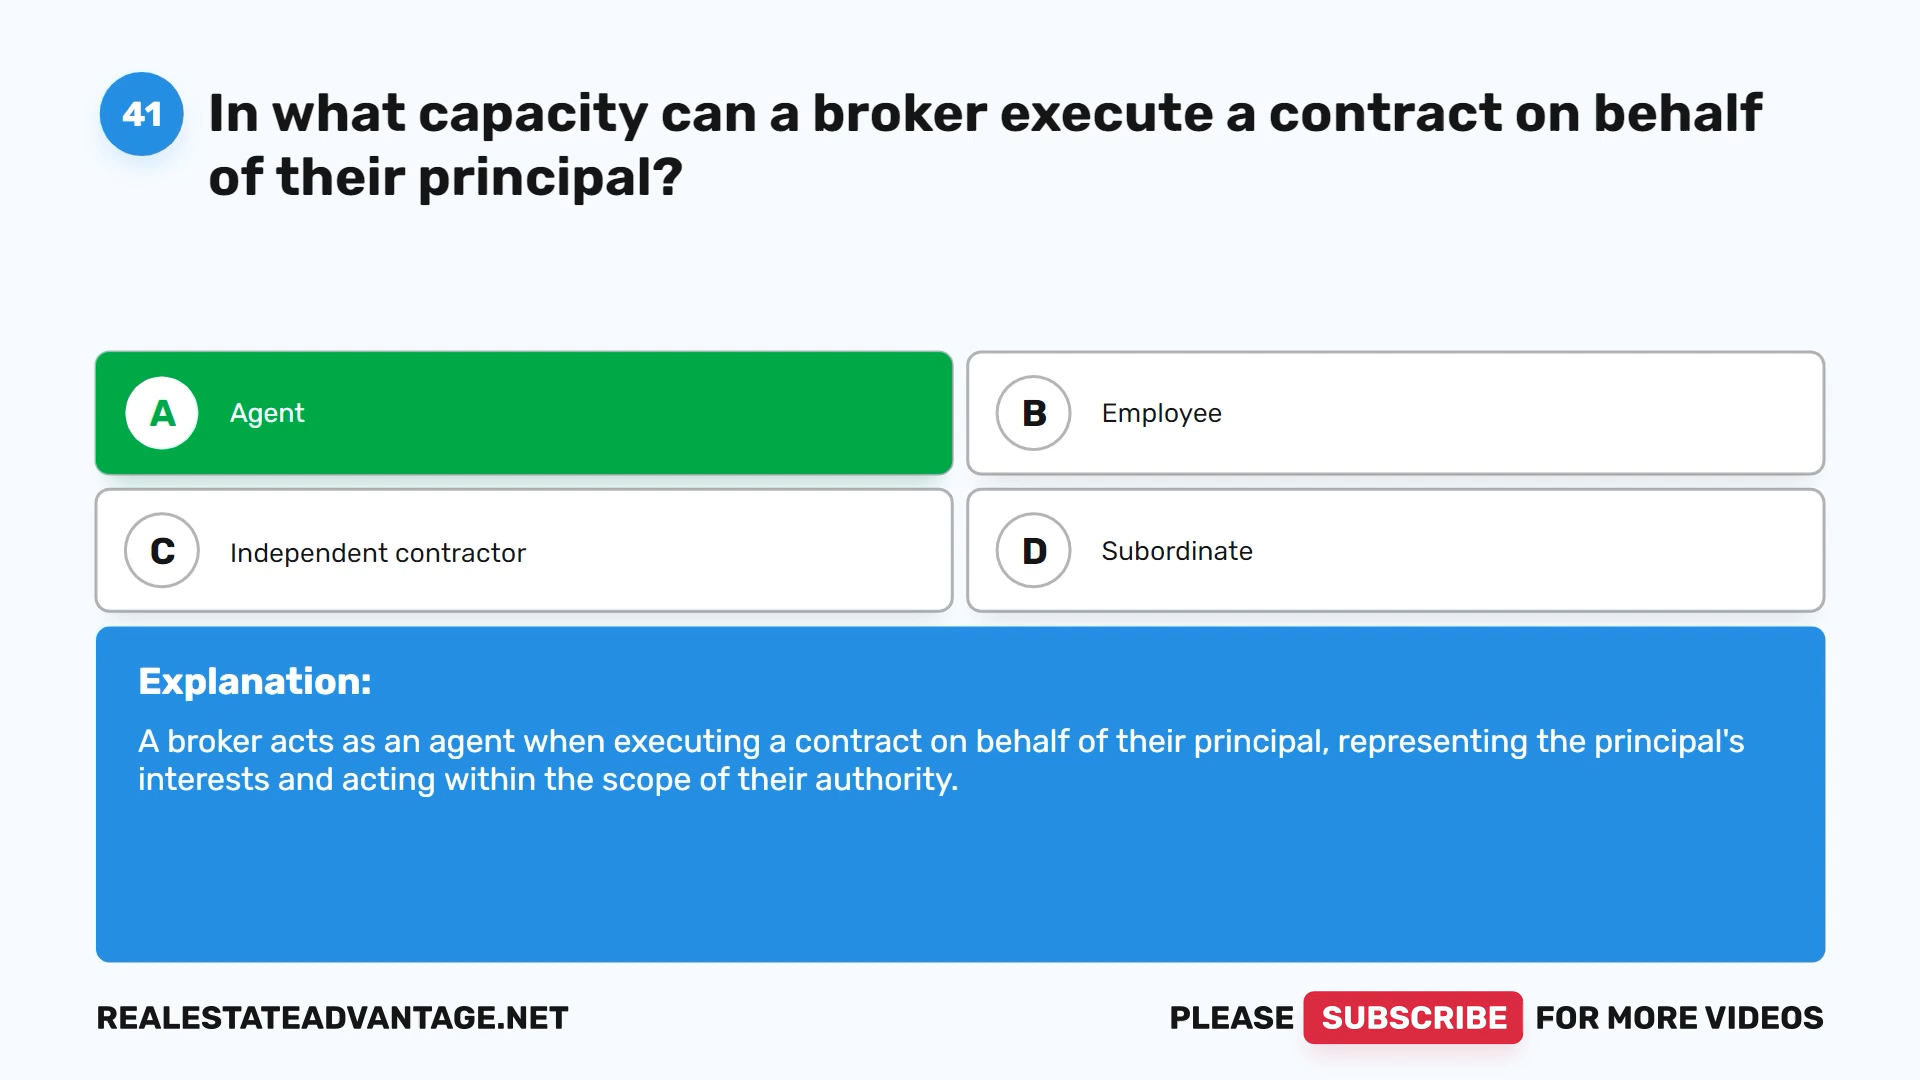 41
In what capacity can a broker execute a contract on behalf
of their principal?
A Agent
B Employee
C Independent contractor
D Subordinate
Explanation:
A broker acts as an agent when executing a contract on behalf of their principal, representing the principal's
interests and acting within the scope of their authority.
REALESTATEADVANTAGE.NET
PLEASE SUBSCRIBE FOR MORE VIDEOS